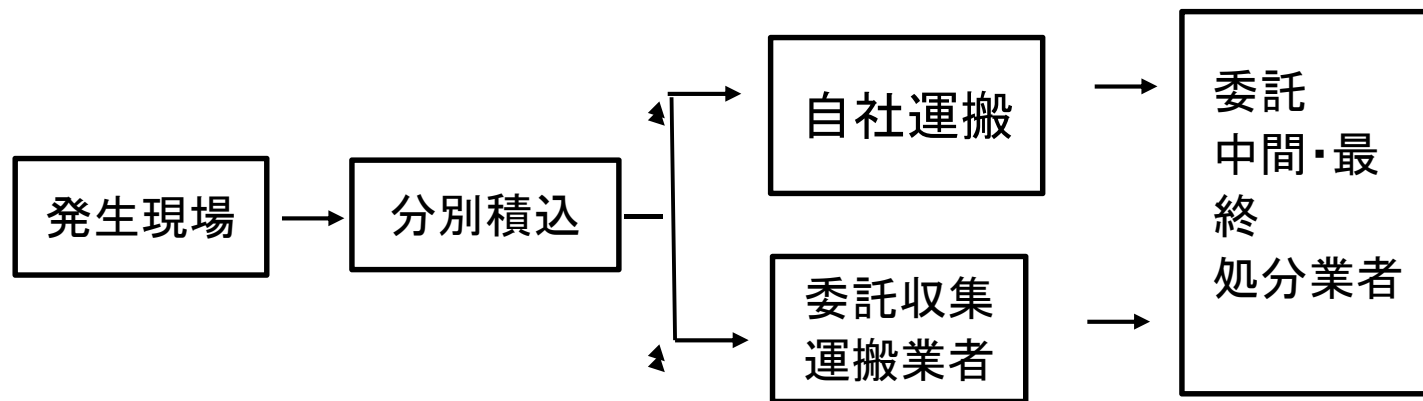 発生現場
分別積込
自社運搬
委託収集
運搬業者
委託
中間・最
終
処分業者